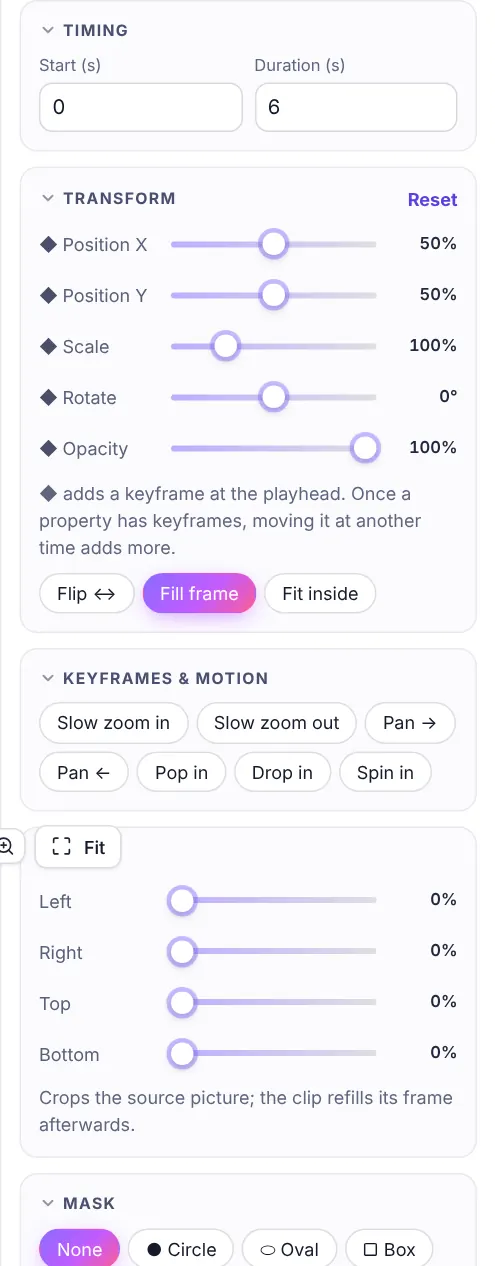 TIMING
Start (s) Duration (s)
0 6
TRANSFORM Reset
◆ Position X 50%
◆ Position Y 50%
◆ Scale 100%
◆ Rotate 0°
◆ Opacity 100%
◆ adds a keyframe at the playhead. Once a
property has keyframes, moving it at another
time adds more.
Flip ↔ Fill frame Fit inside
KEYFRAMES & MOTION
Slow zoom in Slow zoom out Pan →
Pan ← Pop in Drop in Spin in
Fit
Left 0%
Right 0%
Top 0%
Bottom 0%
Crops the source picture; the clip refills its frame
afterwards.
MASK
None ● Circle ⬭ Oval ◻ Box